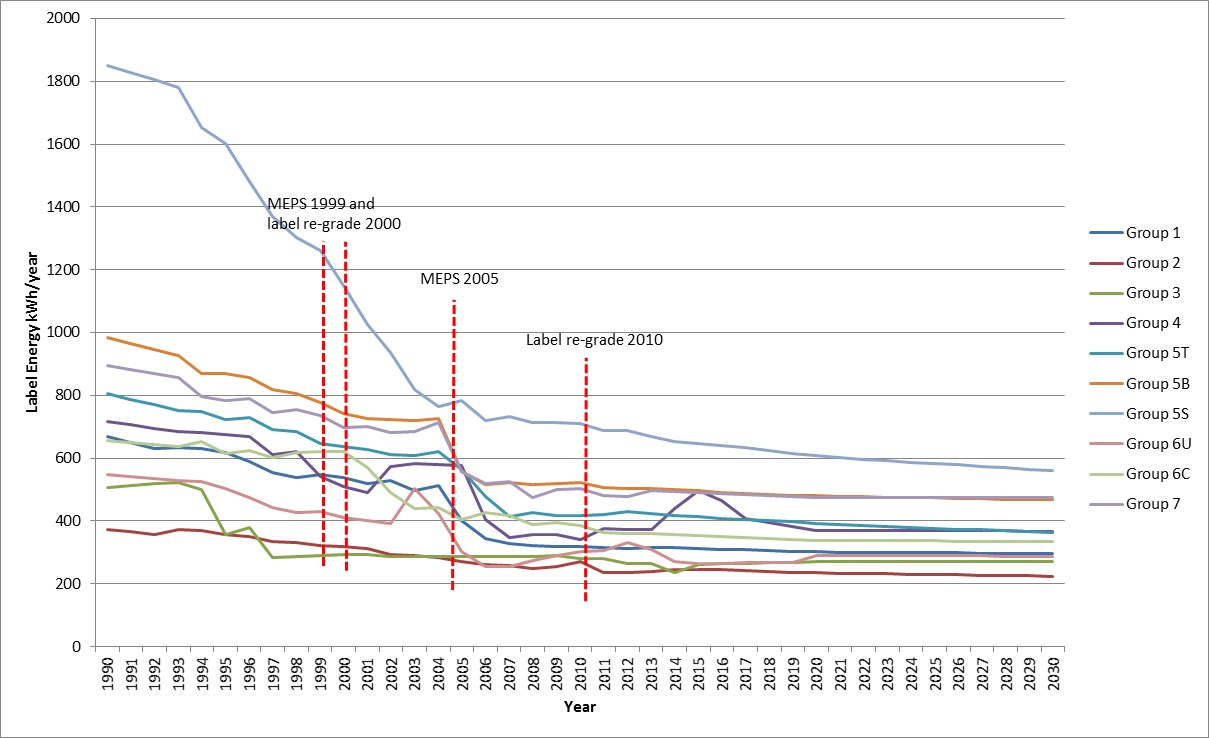 2000
1800
1600
1400
1200
1000
800
600
400
200
0
Label Energy kWh/year
MEPS 1999 and
label re-grade 2000
MEPS 2005
Label re-grade 2010
1990 1991 1992 1993 1994 1995 1996 1997 1998 1999 2000 2001 2002 2003 2004 2005 2006 2007 2008 2009 2010 2011 2012 2013 2014 2015 2016 2017 2018 2019 2020 2021 2022 2023 2024 2025 2026 2027 2028 2029 2030
Year
Group 1
Group 2
Group 3
Group 4
Group 5T
Group 5B
Group 5S
Group 6U
Group 6C
Group 7